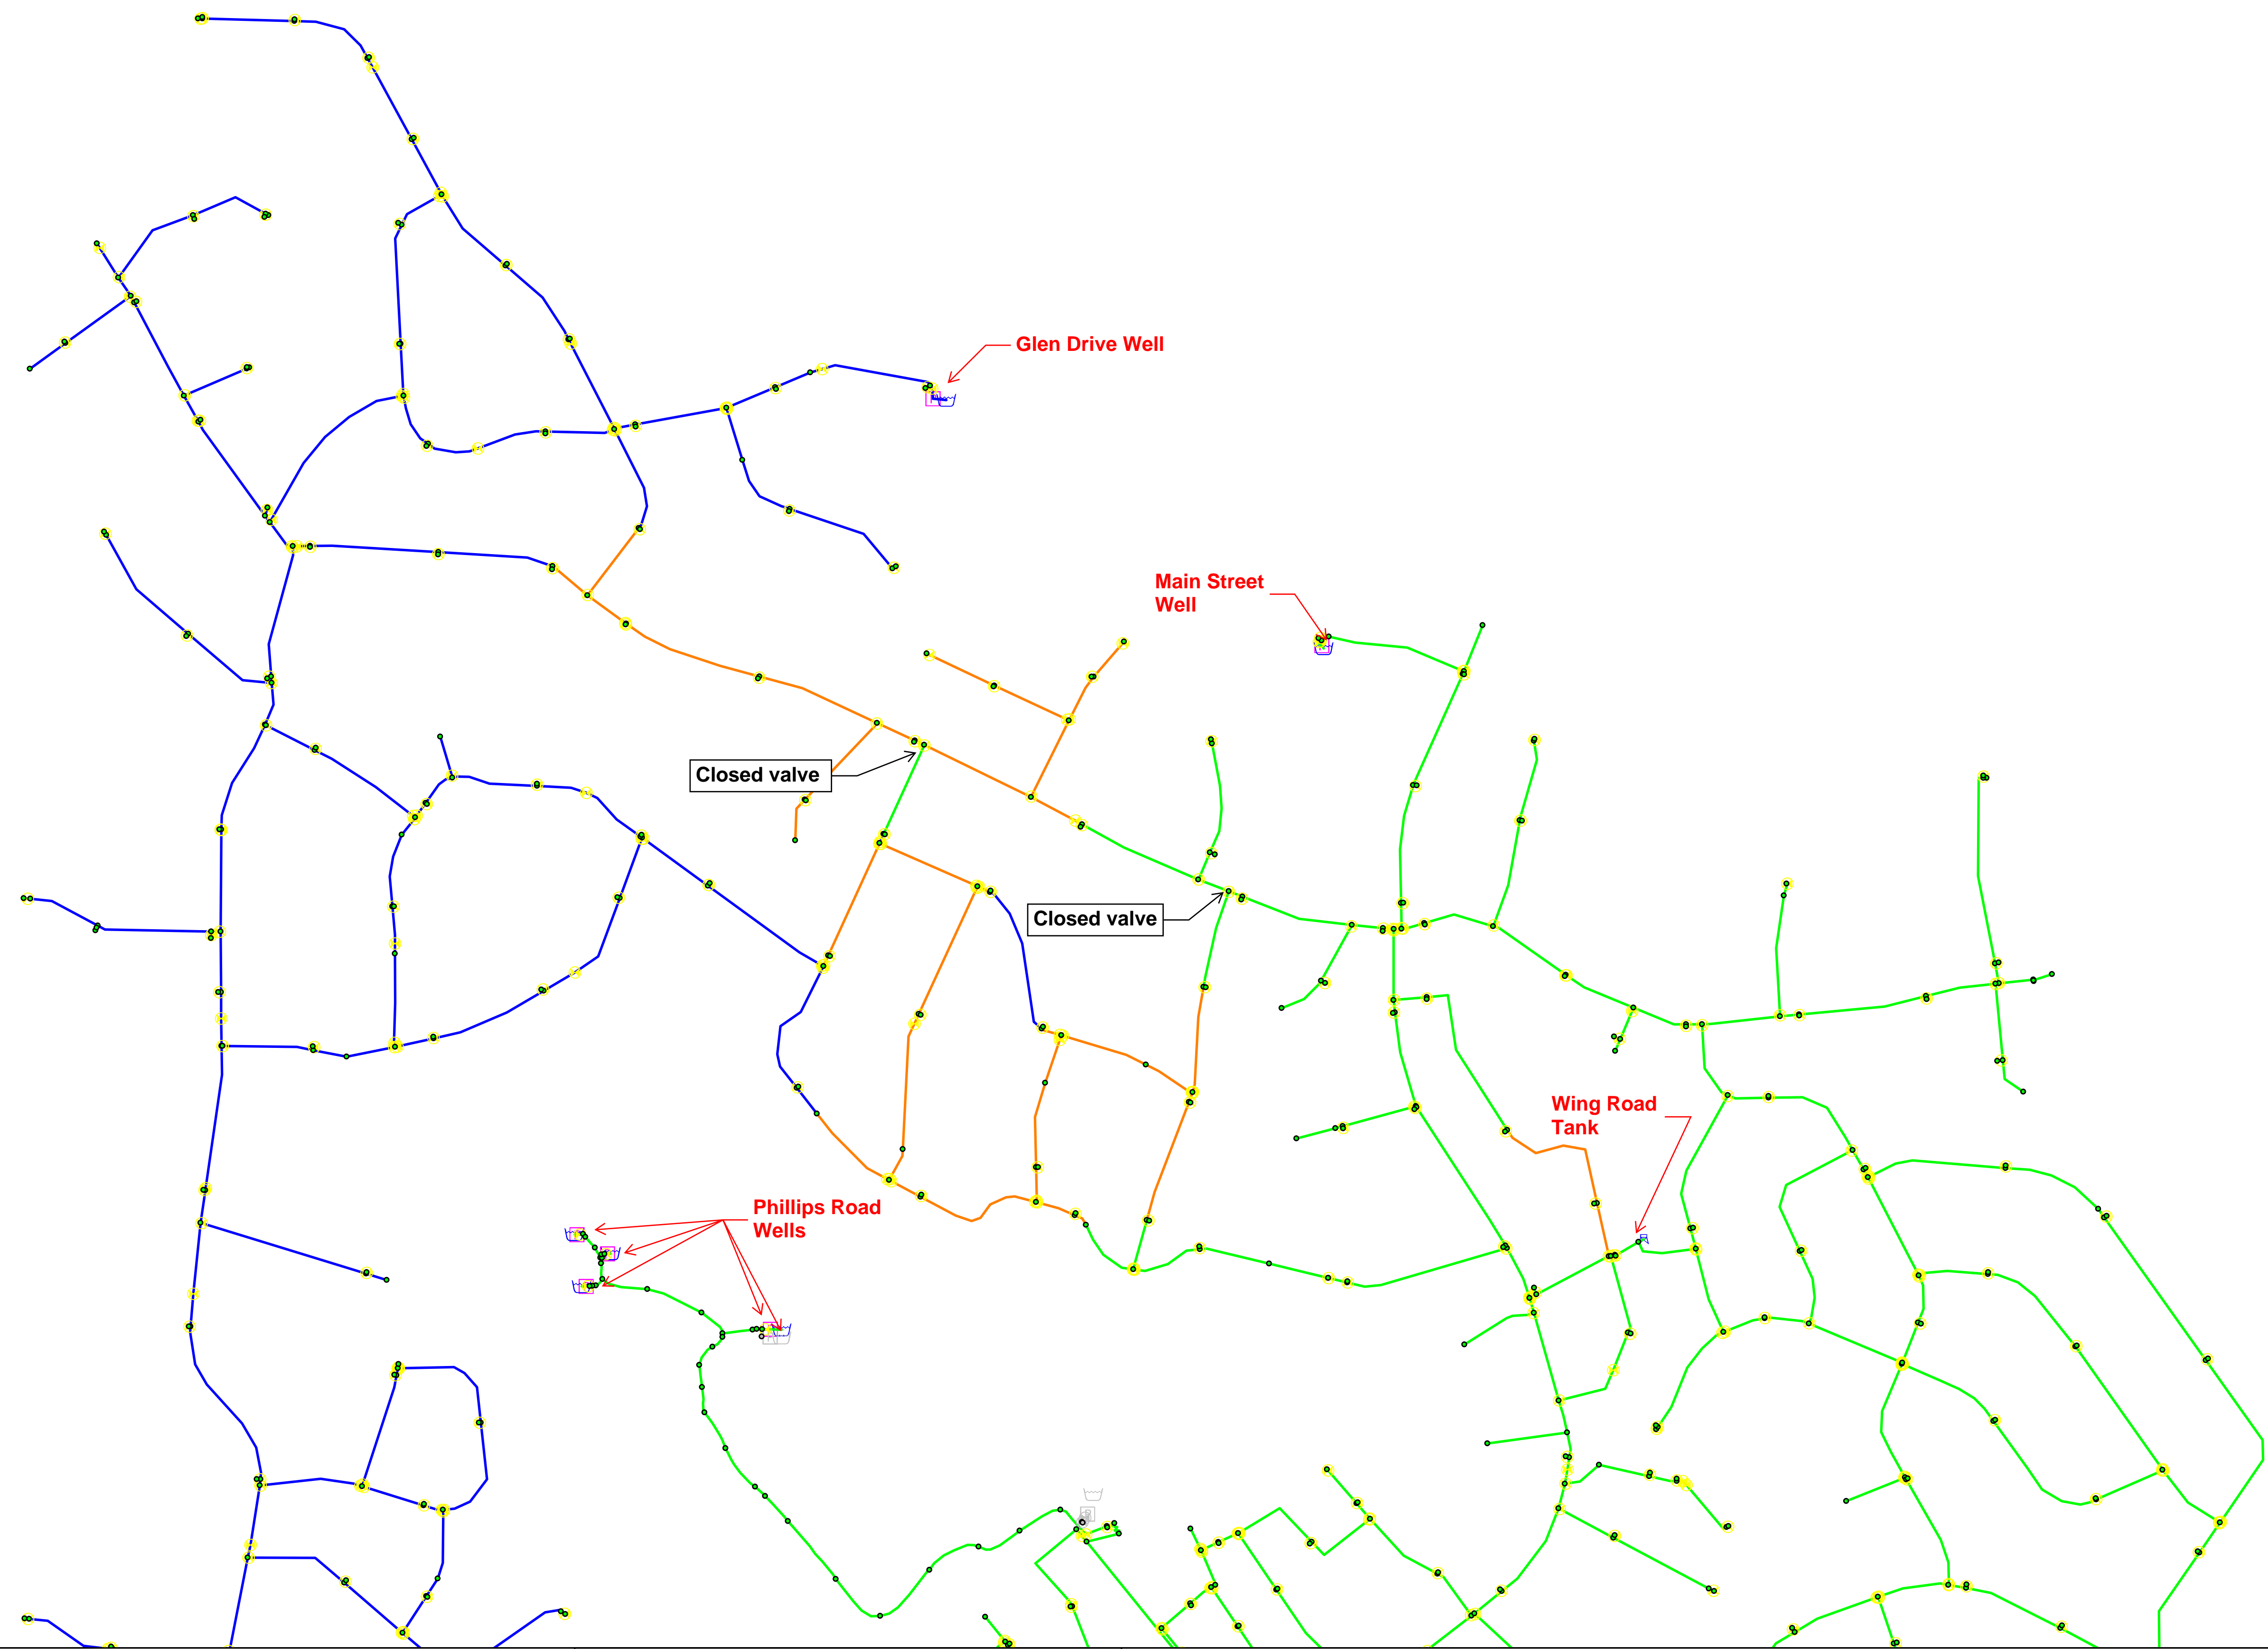 Glen Drive Well
Main Street
Well
Closed valve
Closed valve
Wing Road
Tank
Phillips Road
Wells